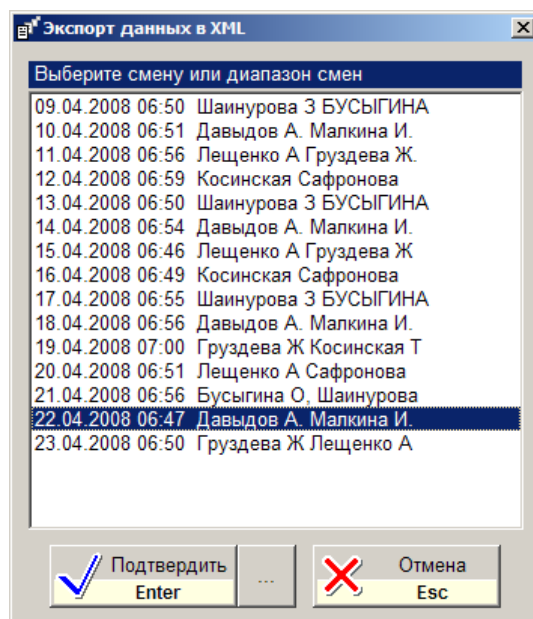 Экспорт данных в XML
Выберите смену или диапазон смен
09.04.2008 06:50 Шаинурова З БУСЫГИНА
10.04.2008 06:51 Давыдов А. Малкина И.
11.04.2008 06:56 Лещенко А Груздева Ж.
12.04.2008 06:59 Косинская Сафронова
13.04.2008 06:50 Шаинурова З БУСЫГИНА
14.04.2008 06:54 Давыдов А. Малкина И.
15.04.2008 06:46 Лещенко А Груздева Ж
16.04.2008 06:49 Косинская Сафронова
17.04.2008 06:55 Шаинурова З БУСЫГИНА
18.04.2008 06:56 Давыдов А. Малкина И.
19.04.2008 07:00 Груздева Ж Косинская Т
20.04.2008 06:51 Лещенко А Сафронова
21.04.2008 06:56 Бусыгина О, Шаинурова
22.04.2008 06:47 Давыдов А. Малкина И.
23.04.2008 06:50 Груздева Ж Лещенко А
Подтвердить
Enter
...
Отмена
Esc